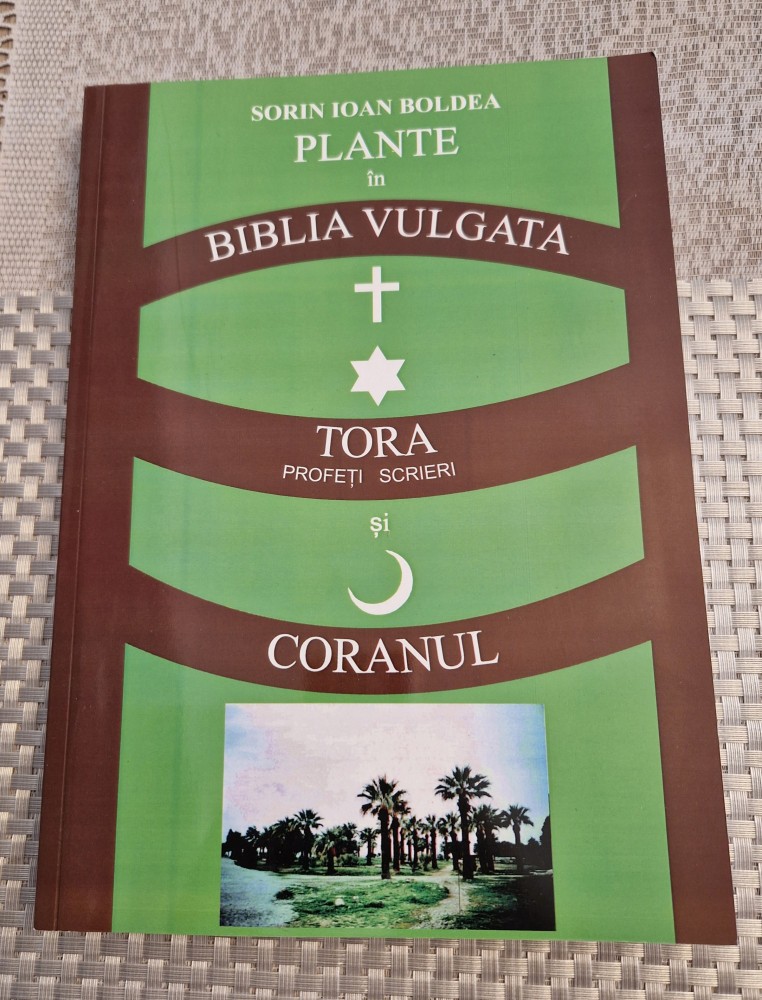 SORIN IOAN BOLDEA
PLANTE
în
BIBLIA VULGATA
TORA
PROFEȚI SCRIERI
și
CORANUL